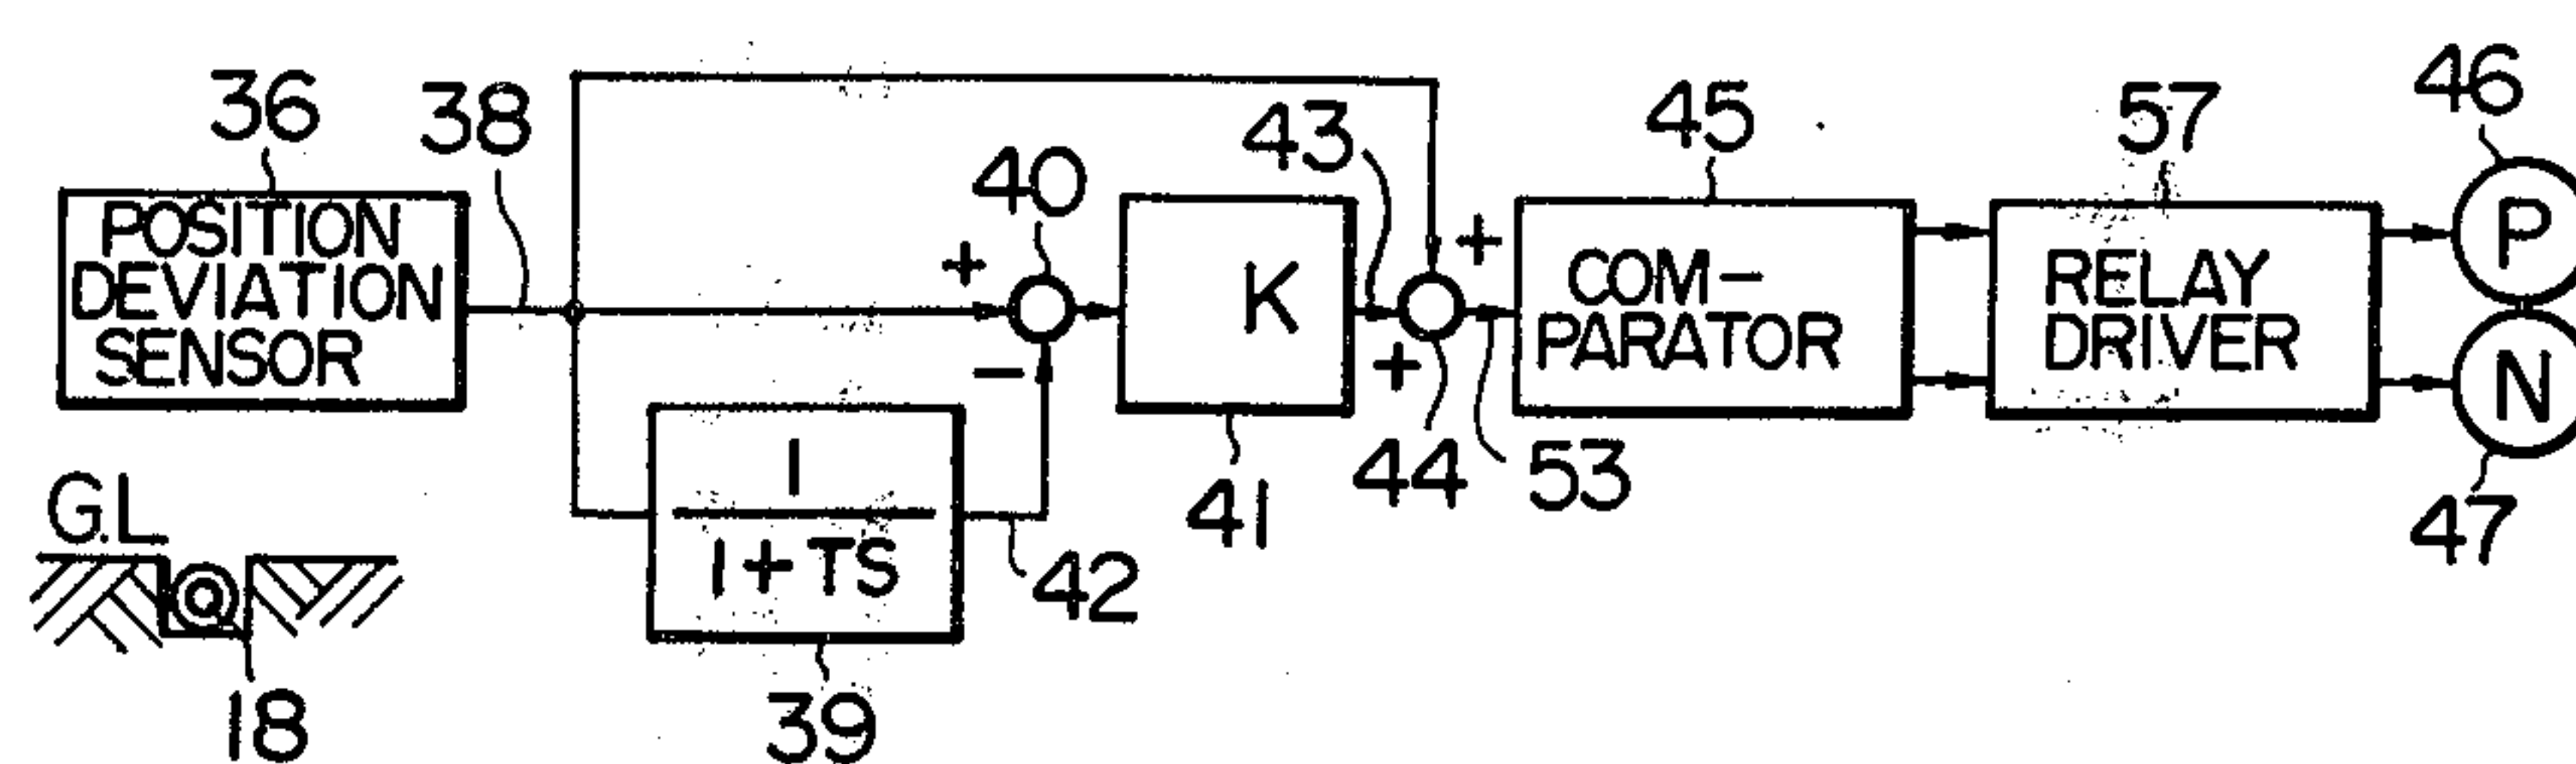 36
38
40
43
45
57
46
POSITION
DEVIATION
SENSOR
+
−
K
+
+
COM-
PARATOR
RELAY
DRIVER
P
N
G.L.
1
1+TS
42
41
44
53
47
18
39